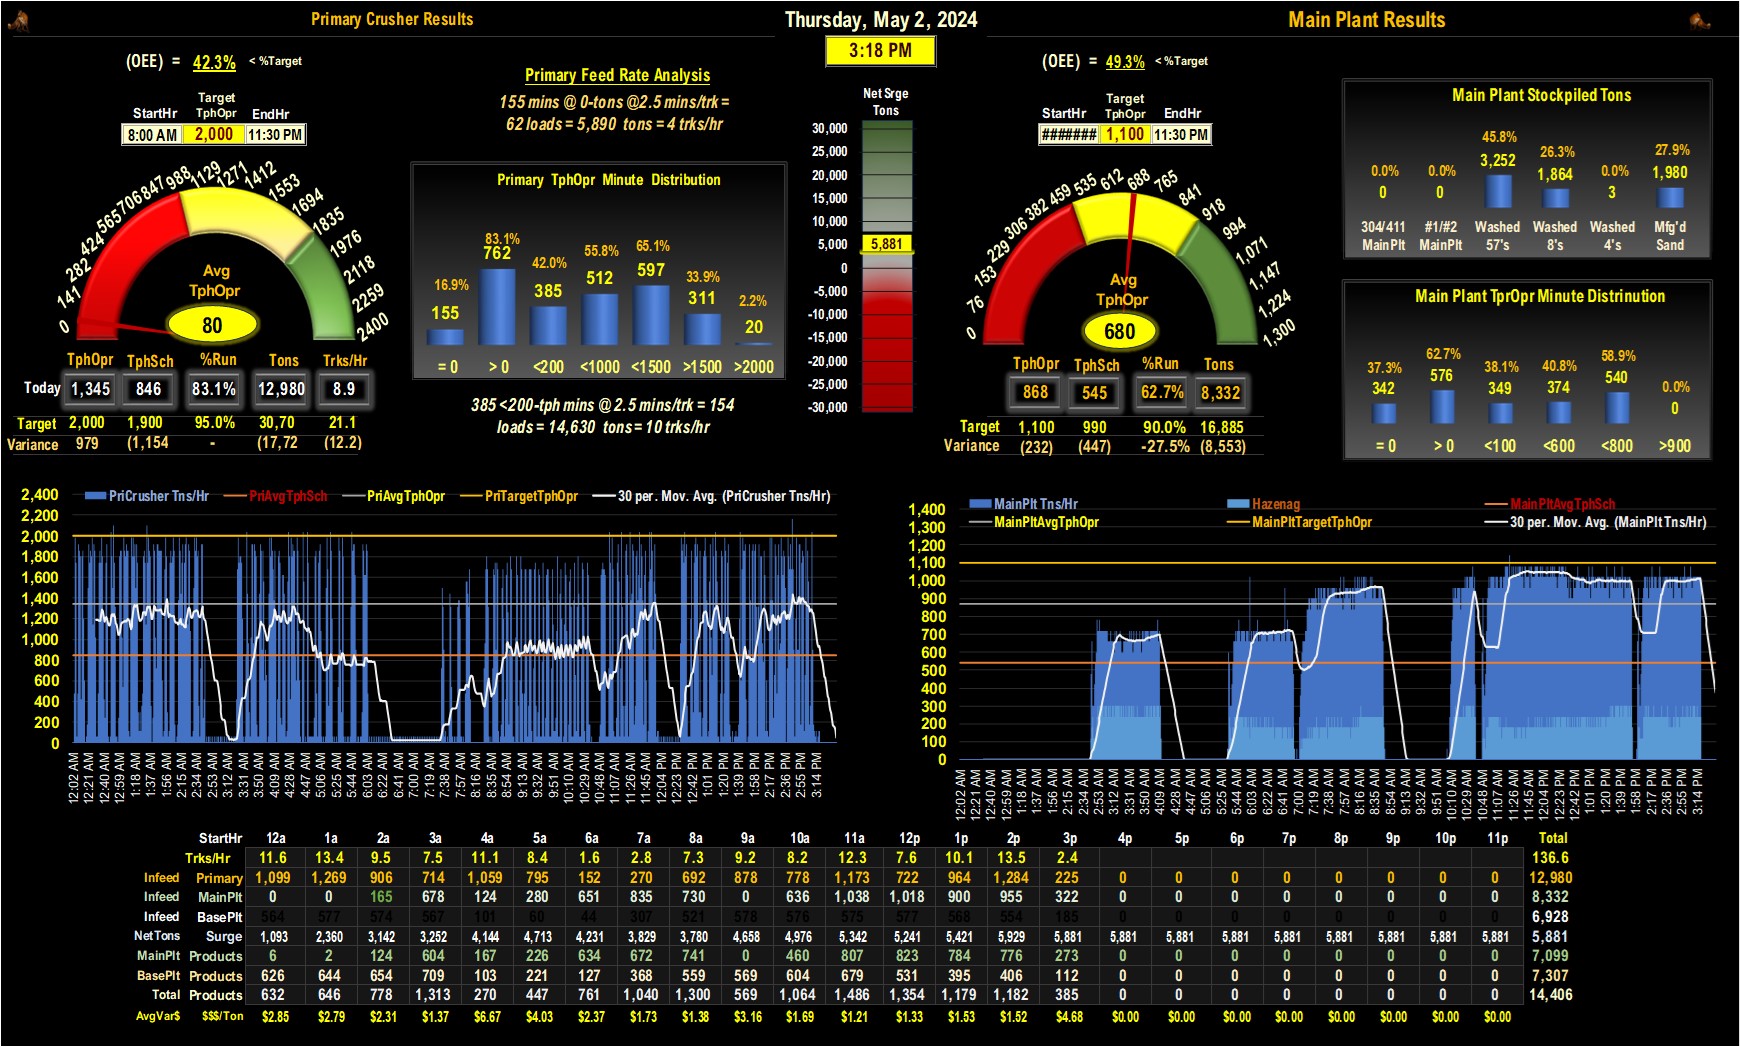 Primary Crusher Results
Thursday, May 2, 2024
Main Plant Results
3:18 PM
(OEE) = 42.3% < %Target
Target
StartHr TphOpr EndHr
8:00 AM 2,000 11:30 PM
0 141 282 424 565 706 847 988 1129 1271 1412 1553 1694 1835 1976 2118 2259 2400
Avg
TphOpr
80
TphOpr TphSch %Run Tons Trks/Hr
Today 1,345 846 83.1% 12,980 8.9
Target 2,000 1,900 95.0% 30,70 21.1
Variance 979 (1,154 - (17,72 (12.2)
Primary Feed Rate Analysis
155 mins @ 0-tons @2.5 mins/trk =
62 loads = 5,890 tons = 4 trks/hr
Primary TphOpr Minute Distribution
16.9% 83.1% 42.0% 55.8% 65.1% 33.9% 2.2%
155 762 385 512 597 311 20
= 0 > 0 <200 <1000 <1500 >1500 >2000
385 <200-tph mins @ 2.5 mins/trk = 154
loads = 14,630 tons = 10 trks/hr
Net Srge
Tons
30,000
25,000
20,000
15,000
10,000
5,000
5,881
0
-5,000
-10,000
-15,000
-20,000
-25,000
-30,000
(OEE) = 49.3% < %Target
Target
StartHr TphOpr EndHr
####### 1,100 11:30 PM
0 76 153 229 306 382 459 535 612 688 765 841 918 994 1,071 1,147 1,224 1,300
Avg
TphOpr
680
TphOpr TphSch %Run Tons
868 545 62.7% 8,332
Target 1,100 990 90.0% 16,885
Variance (232) (447) -27.5% (8,553)
Main Plant Stockpiled Tons
0.0% 0.0% 45.8% 26.3% 0.0% 27.9%
0 0 3,252 1,864 3 1,980
304/411 #1/#2 Washed Washed Washed Mfg'd
MainPlt MainPlt 57's 8's 4's Sand
Main Plant TprOpr Minute Distrinution
37.3% 62.7% 38.1% 40.8% 58.9% 0.0%
342 576 349 374 540 0
= 0 > 0 <100 <600 <800 >900
PriCrusher Tns/Hr PriAvgTphSch PriAvgTphOpr PriTargetTphOpr 30 per. Mov. Avg. (PriCrusher Tns/Hr)
2,400
2,200
2,000
1,800
1,600
1,400
1,200
1,000
800
600
400
200
0
12:02 AM 12:21 AM 12:40 AM 12:59 AM 1:18 AM 1:37 AM 1:56 AM 2:15 AM 2:34 AM 2:53 AM 3:12 AM 3:31 AM 3:50 AM 4:09 AM 4:28 AM 4:47 AM 5:06 AM 5:25 AM 5:44 AM 6:03 AM 6:22 AM 6:41 AM 7:00 AM 7:19 AM 7:38 AM 7:57 AM 8:16 AM 8:35 AM 8:54 AM 9:13 AM 9:32 AM 9:51 AM 10:10 AM 10:29 AM 10:48 AM 11:07 AM 11:26 AM 11:45 AM 12:04 PM 12:23 PM 12:42 PM 1:01 PM 1:20 PM 1:39 PM 1:58 PM 2:17 PM 2:36 PM 2:55 PM 3:14 PM
MainPlt Tns/Hr Hazenag MainPltAvgTphSch
MainPltAvgTphOpr MainPltTargetTphOpr 30 per. Mov. Avg. (MainPlt Tns/Hr)
1,400
1,300
1,200
1,100
1,000
900
800
700
600
500
400
300
200
100
0
12:02 AM 12:21 AM 12:40 AM 12:59 AM 1:18 AM 1:37 AM 1:56 AM 2:15 AM 2:34 AM 2:53 AM 3:12 AM 3:31 AM 3:50 AM 4:09 AM 4:28 AM 4:47 AM 5:06 AM 5:25 AM 5:44 AM 6:03 AM 6:22 AM 6:41 AM 7:00 AM 7:19 AM 7:38 AM 7:57 AM 8:16 AM 8:35 AM 8:54 AM 9:13 AM 9:32 AM 9:51 AM 10:10 AM 10:29 AM 10:48 AM 11:07 AM 11:26 AM 11:45 AM 12:04 PM 12:23 PM 12:42 PM 1:01 PM 1:20 PM 1:39 PM 1:58 PM 2:17 PM 2:36 PM 2:55 PM 3:14 PM
StartHr 12a 1a 2a 3a 4a 5a 6a 7a 8a 9a 10a 11a 12p 1p 2p 3p 4p 5p 6p 7p 8p 9p 10p 11p Total
Trks/Hr 11.6 13.4 9.5 7.5 11.1 8.4 1.6 2.8 7.3 9.2 8.2 12.3 7.6 10.1 13.5 2.4 136.6
Infeed Primary 1,099 1,269 906 714 1,059 795 152 270 692 878 778 1,173 722 964 1,284 225 0 0 0 0 0 0 0 0 12,980
Infeed MainPlt 0 0 165 678 124 280 651 835 730 0 636 1,038 1,018 900 955 322 0 0 0 0 0 0 0 0 8,332
Infeed BasePlt 564 577 574 567 101 60 44 307 521 578 576 575 577 568 554 185 0 0 0 0 0 0 0 0 6,928
NetTons Surge 1,093 2,360 3,142 3,252 4,144 4,713 4,231 3,829 3,780 4,658 4,976 5,342 5,241 5,421 5,929 5,881 5,881 5,881 5,881 5,881 5,881 5,881 5,881 5,881 5,881
MainPlt Products 6 2 124 604 167 226 634 672 741 0 460 807 823 784 776 273 0 0 0 0 0 0 0 0 7,099
BasePlt Products 626 644 654 709 103 221 127 368 559 569 604 679 531 395 406 112 0 0 0 0 0 0 0 0 7,307
Total Products 632 646 778 1,313 270 447 761 1,040 1,300 569 1,064 1,486 1,354 1,179 1,182 385 0 0 0 0 0 0 0 0 14,406
AvgVar$ $$$/Ton $2.85 $2.79 $2.31 $1.37 $6.67 $4.03 $2.37 $1.73 $1.38 $3.16 $1.69 $1.21 $1.33 $1.53 $1.52 $4.68 $0.00 $0.00 $0.00 $0.00 $0.00 $0.00 $0.00 $0.00